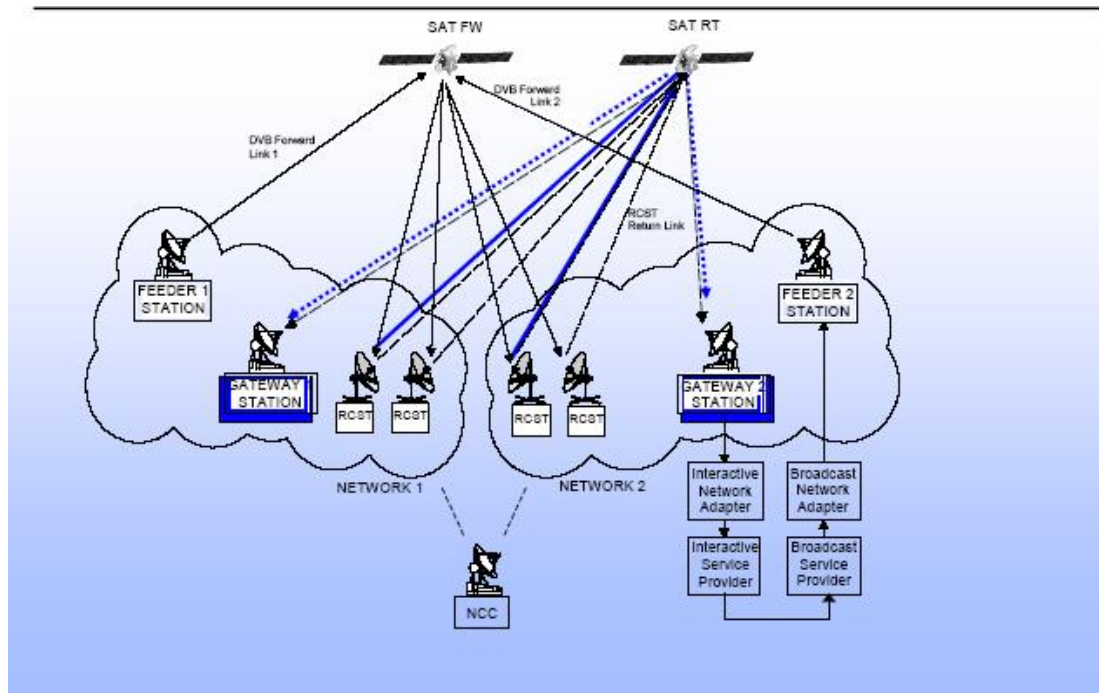 SAT FW
SAT RT
DVB Forward
Link 2
DVB Forward
Link 1
RCST
Return Link
FEEDER 1
STATION
FEEDER 2
STATION
GATEWAY
STATION
RCST
RCST
RCST
RCST
GATEWAY 2
STATION
NETWORK 1
NETWORK 2
Interactive
Network
Adapter
Broadcast
Network
Adapter
Interactive
Service
Provider
Broadcast
Service
Provider
NCC